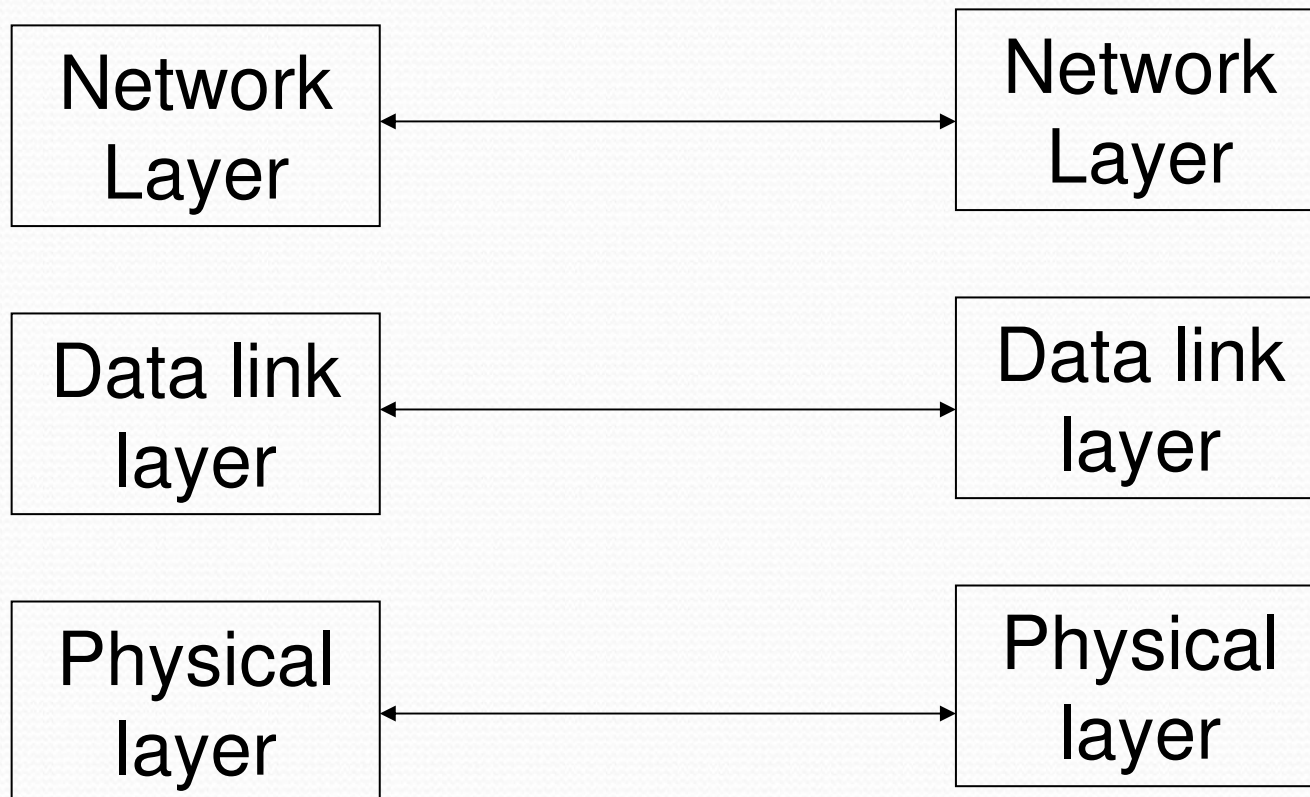 Network
Layer
Network
Layer
Data link
layer
Data link
layer
Physical
layer
Physical
layer